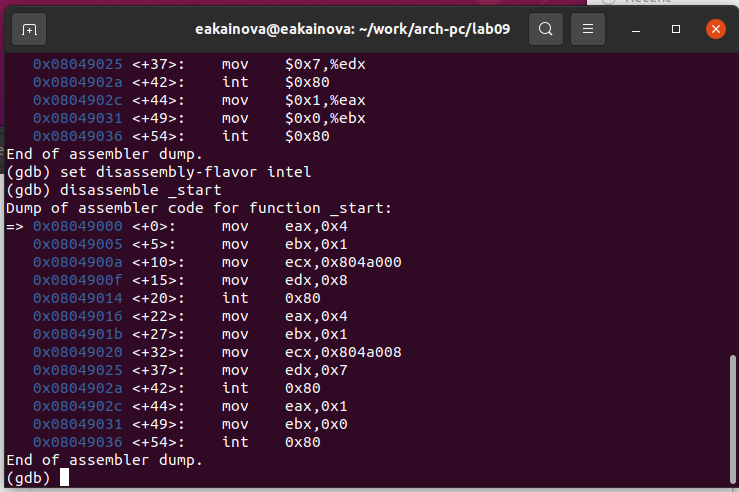 Recent
eakainova@eakainova: ~/work/arch-pc/lab09
0x08049025 <+37>: mov $0x7,%edx
0x0804902a <+42>: int $0x80
0x0804902c <+44>: mov $0x1,%eax
0x08049031 <+49>: mov $0x0,%ebx
0x08049036 <+54>: int $0x80
End of assembler dump.
(gdb) set disassembly-flavor intel
(gdb) disassemble _start
Dump of assembler code for function _start:
=> 0x08049000 <+0>: mov eax,0x4
0x08049005 <+5>: mov ebx,0x1
0x0804900a <+10>: mov ecx,0x804a000
0x0804900f <+15>: mov edx,0x8
0x08049014 <+20>: int 0x80
0x08049016 <+22>: mov eax,0x4
0x0804901b <+27>: mov ebx,0x1
0x08049020 <+32>: mov ecx,0x804a008
0x08049025 <+37>: mov edx,0x7
0x0804902a <+42>: int 0x80
0x0804902c <+44>: mov eax,0x1
0x08049031 <+49>: mov ebx,0x0
0x08049036 <+54>: int 0x80
End of assembler dump.
(gdb)